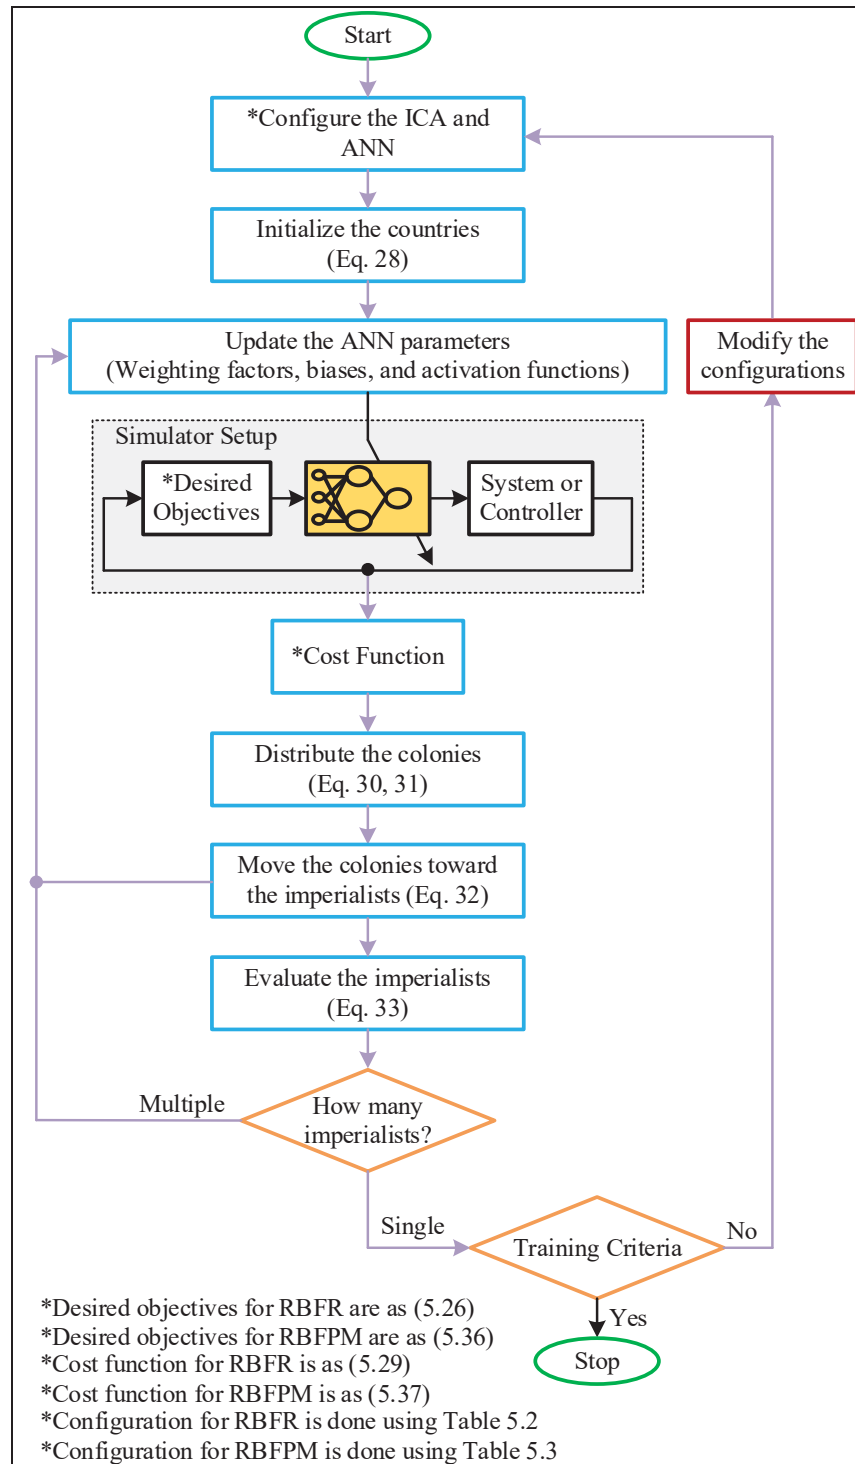 Start
*Configure the ICA and
ANN
Initialize the countries
(Eq. 28)
Update the ANN parameters
(Weighting factors, biases, and activation functions)
Modify the
configurations
Simulator Setup
*Desired
Objectives
System or
Controller
*Cost Function
Distribute the colonies
(Eq. 30, 31)
Move the colonies toward
the imperialists (Eq. 32)
Evaluate the imperialists
(Eq. 33)
Multiple
How many
imperialists?
Single
Training Criteria
No
Yes
Stop
*Desired objectives for RBFR are as (5.26)
*Desired objectives for RBFPM are as (5.36)
*Cost function for RBFR is as (5.29)
*Cost function for RBFPM is as (5.37)
*Configuration for RBFR is done using Table 5.2
*Configuration for RBFPM is done using Table 5.3